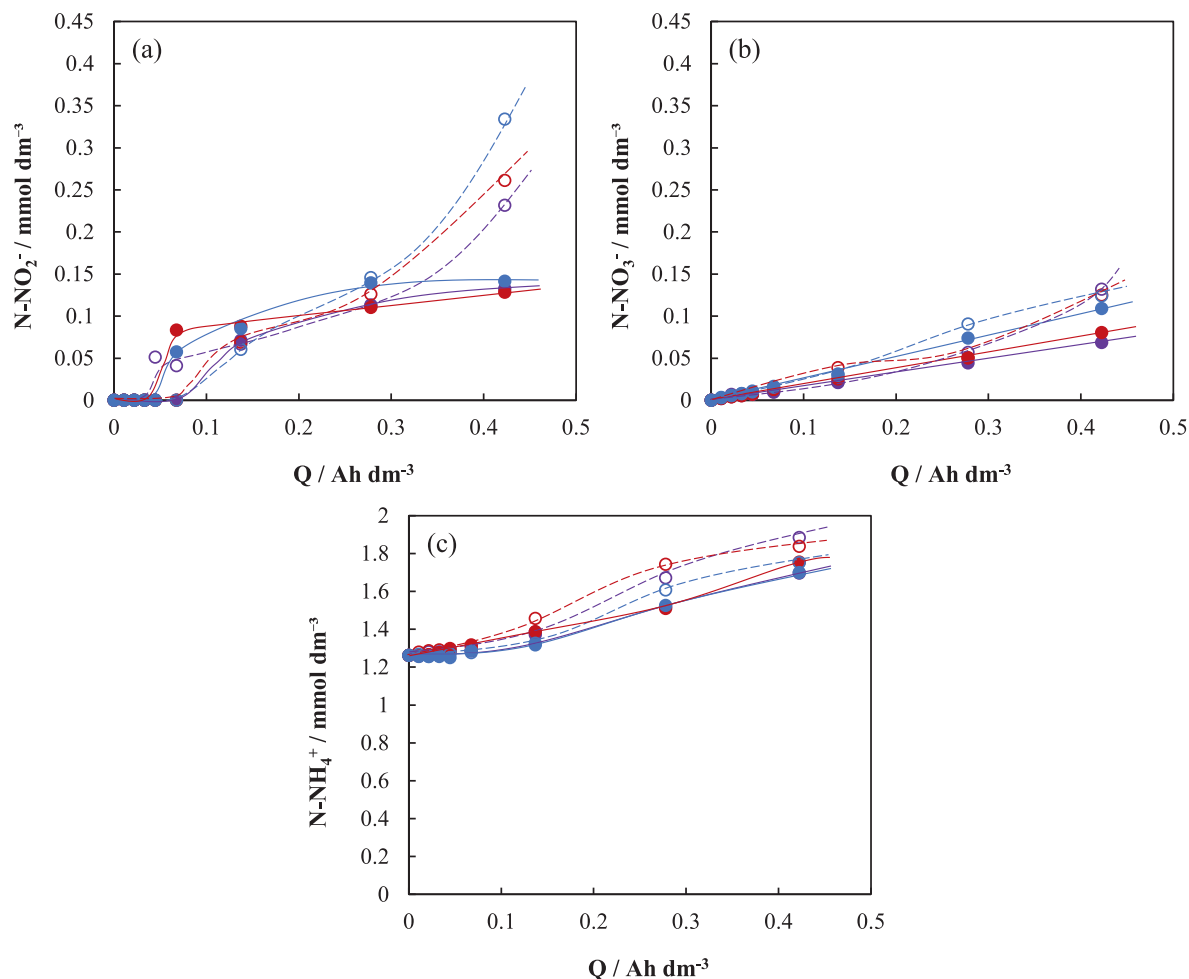 (a)
0.45
0.4
0.35
0.3
0.25
0.2
0.15
0.1
0.05
0
N-NO₂⁻ / mmol dm⁻³
0 0.1 0.2 0.3 0.4 0.5
Q / Ah dm⁻³
(b)
0.45
0.4
0.35
0.3
0.25
0.2
0.15
0.1
0.05
0
N-NO₃⁻ / mmol dm⁻³
0 0.1 0.2 0.3 0.4 0.5
Q / Ah dm⁻³
(c)
2
1.8
1.6
1.4
1.2
1
0.8
0.6
0.4
0.2
0
N-NH₄⁺ / mmol dm⁻³
0 0.1 0.2 0.3 0.4 0.5
Q / Ah dm⁻³